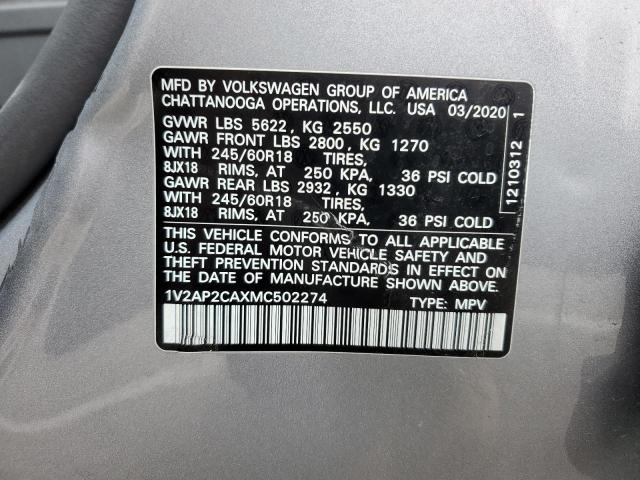 MFD BY VOLKSWAGEN GROUP OF AMERICA
CHATTANOOGA OPERATIONS, LLC. USA 03/2020
GVWR LBS 5622, KG 2550
GAWR FRONT LBS 2800, KG 1270
WITH 245/60R18 TIRES,
8JX18 RIMS, AT 250 KPA, 36 PSI COLD
GAWR REAR LBS 2932, KG 1330
WITH 245/60R18 TIRES,
8JX18 RIMS, AT 250 KPA, 36 PSI COLD
THIS VEHICLE CONFORMS TO ALL APPLICABLE
U.S. FEDERAL MOTOR VEHICLE SAFETY AND
THEFT PREVENTION STANDARDS IN EFFECT ON
THE DATE OF MANUFACTURE SHOWN ABOVE.
1V2AP2CAXMC502274 TYPE: MPV
1210312 1